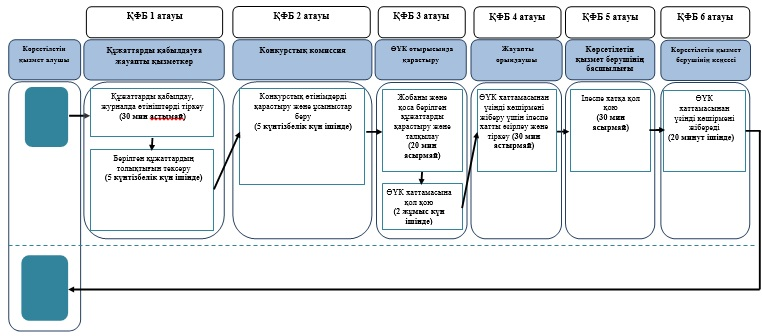 ҚФБ 1 атауы
ҚФБ 2 атауы
ҚФБ 3 атауы
ҚФБ 4 атауы
ҚФБ 5 атауы
ҚФБ 6 атауы
Көрсетілетін
қызмет алушы
Құжаттарды қабылдауға
жауапты қызметкер
Конкурстық комиссия
ӨҮК отырысында
қарастыру
Жауапты
орындаушы
Көрсетілетін
қызмет берушінің
басшылығы
Көрсетілетін қызмет
берушінің кеңсесі
Құжаттарды қабылдау,
журналда өтініштерді тіркеу
(30 мин астымай)
Берілген құжаттардың
толықтығын тексеру
(5 күнтізбелік күн ішінде)
Конкурстық өтінімдерді
қарастыру және ұсыныстар
беру
(5 күнтізбелік күн ішінде)
Жобаны және
қоса берілген
құжаттарды
қарастыру және
талқылау
(20 мин
асырмай)
ӨҮК хаттамасына
қол қою
(2 жұмыс күн
ішінде)
ӨҮК хаттамасынан
үзінді көшірмені
жіберу үшін ілеспе
хатты әзірлеу және
тіркеу (30 мин
астырмай)
Ілеспе хатқа қол
қою
(30 мин
асырмай)
ӨҮК
хаттамасынан
үзінді көшірмені
жібереді
(20 минут ішінде)